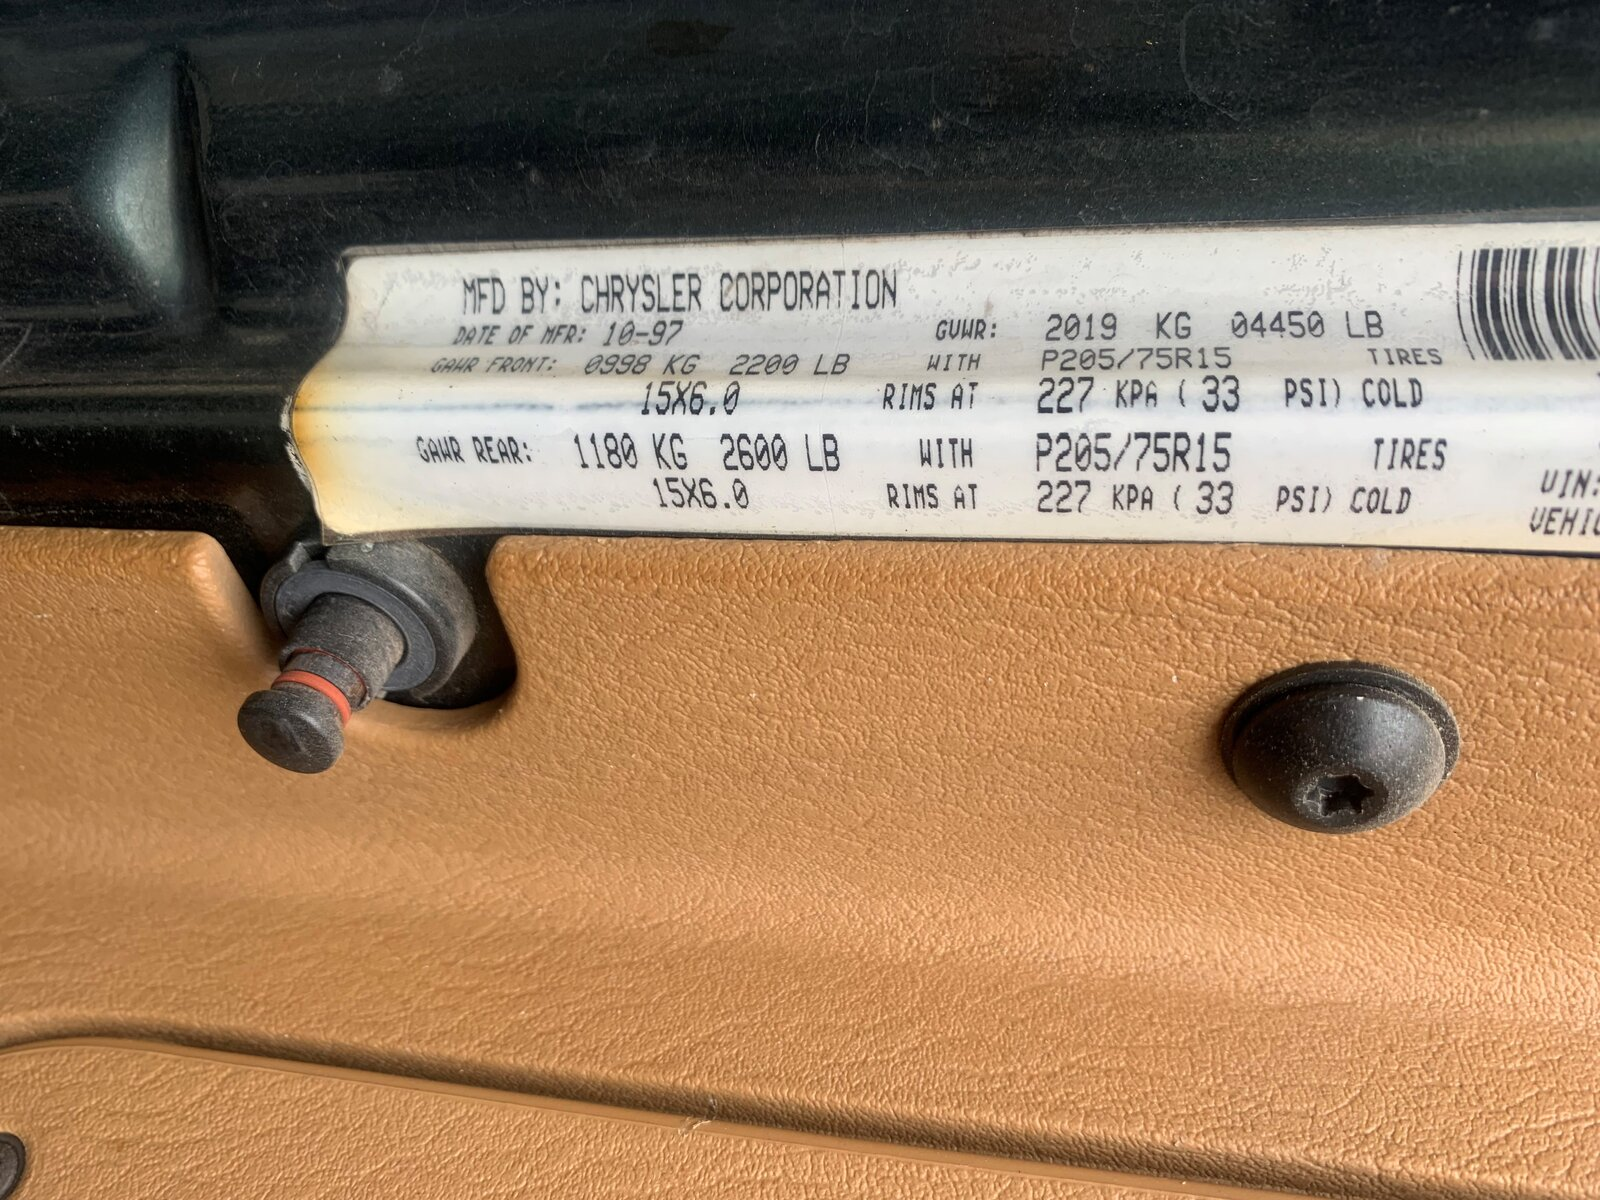 MFD BY: CHRYSLER CORPORATION
DATE OF MFR: 10-97 GVWR: 2019 KG 04450 LB
GAWR FRONT: 0998 KG 2200 LB WITH P205/75R15 TIRES
15X6.0 RIMS AT 227 KPA ( 33 PSI) COLD
GAWR REAR: 1180 KG 2600 LB WITH P205/75R15 TIRES
15X6.0 RIMS AT 227 KPA ( 33 PSI) COLD
VIN: